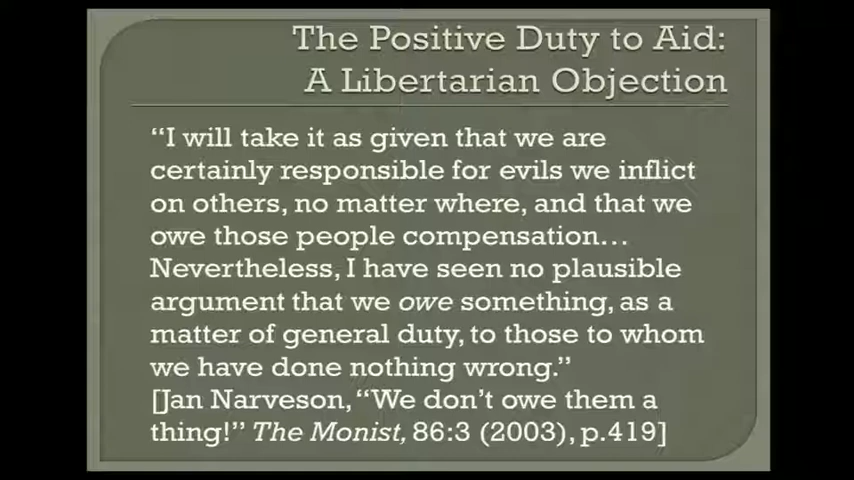 The Positive Duty to Aid:
A Libertarian Objection
“I will take it as given that we are
certainly responsible for evils we inflict
on others, no matter where, and that we
owe those people compensation…
Nevertheless, I have seen no plausible
argument that we owe something, as a
matter of general duty, to those to whom
we have done nothing wrong.”
[Jan Narveson, “We don’t owe them a
thing!” The Monist, 86:3 (2003), p.419]